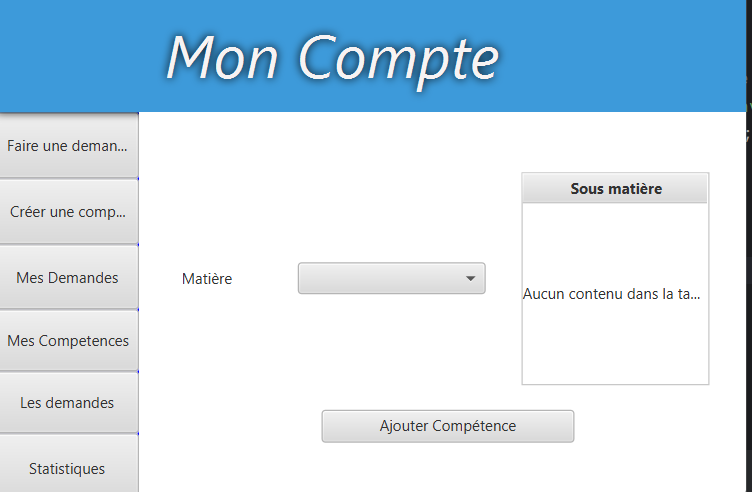 Mon Compte
Faire une deman...
Créer une comp...
Mes Demandes
Mes Competences
Les demandes
Statistiques
Matière
Sous matière
Aucun contenu dans la ta...
Ajouter Compétence